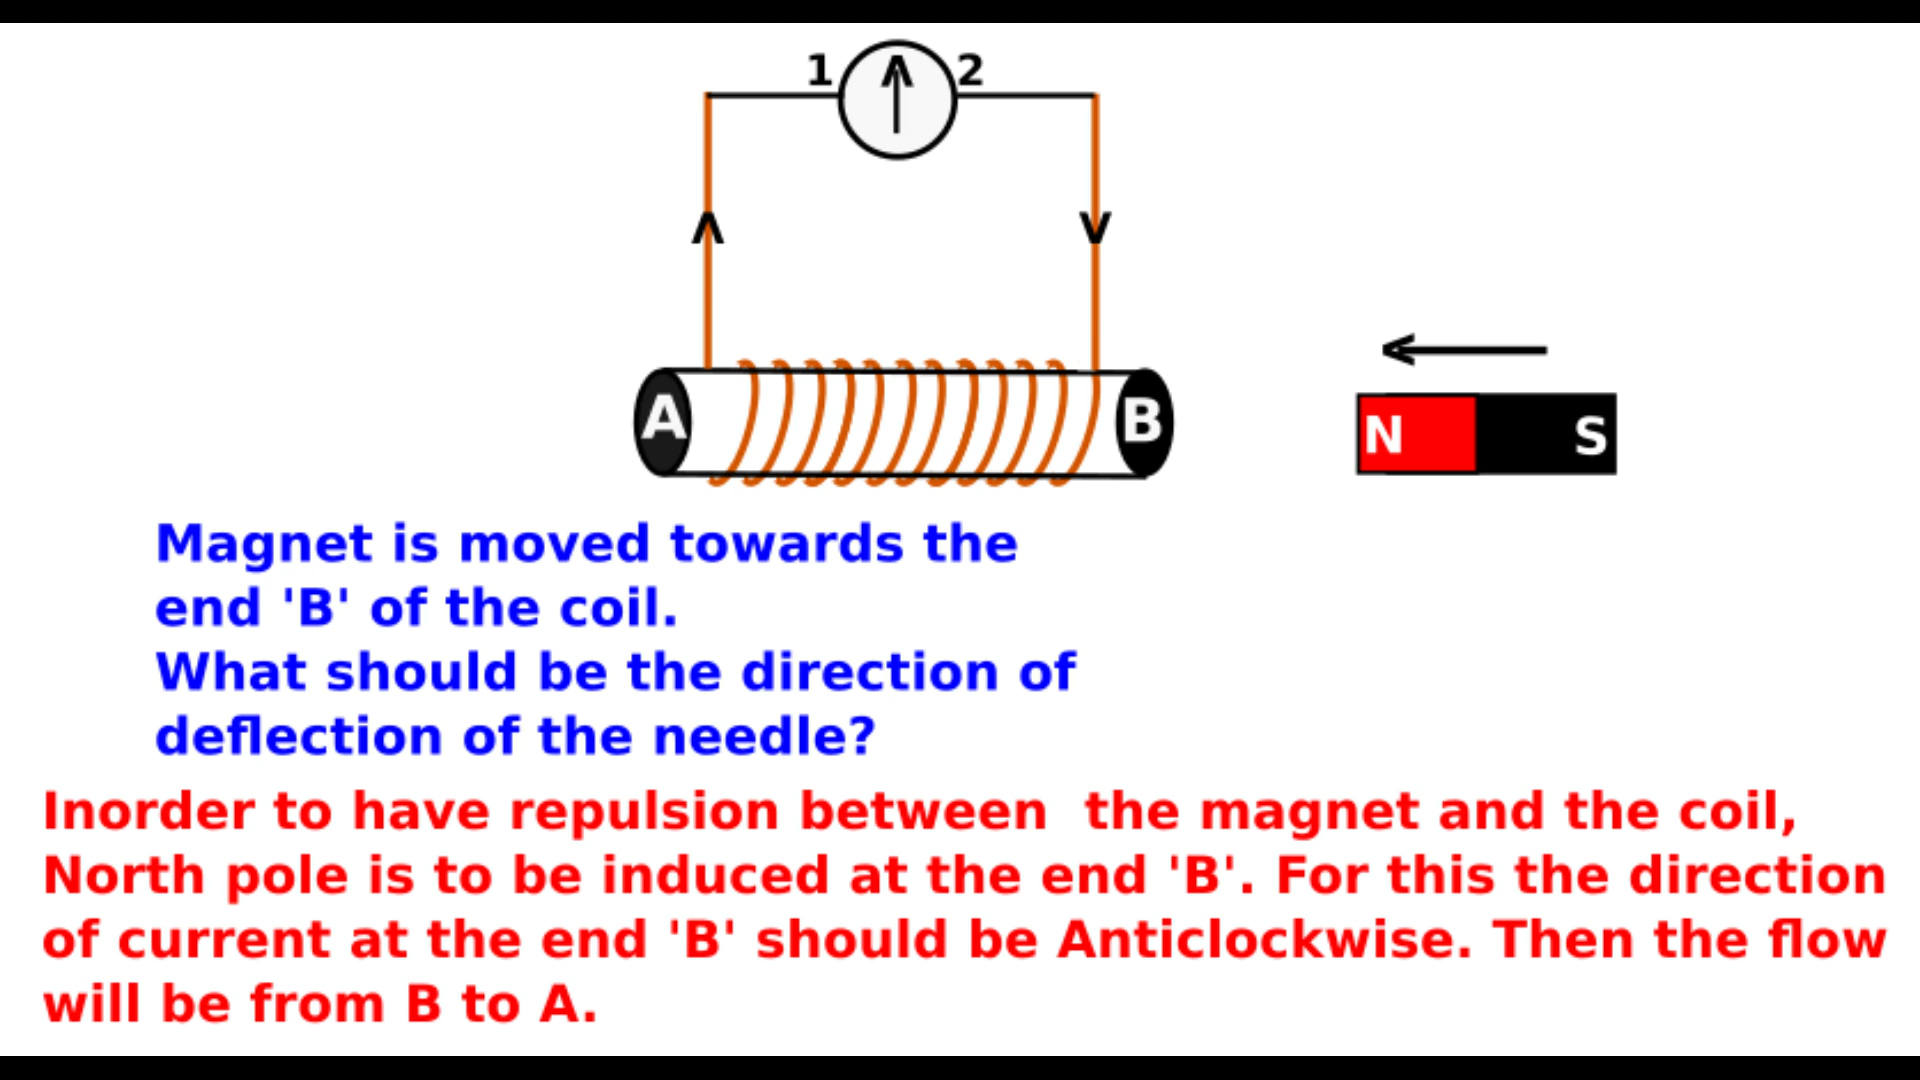 1 2
A B
N S
Magnet is moved towards the
end 'B' of the coil.
What should be the direction of
deflection of the needle?
Inorder to have repulsion between the magnet and the coil,
North pole is to be induced at the end 'B'. For this the direction
of current at the end 'B' should be Anticlockwise. Then the flow
will be from B to A.